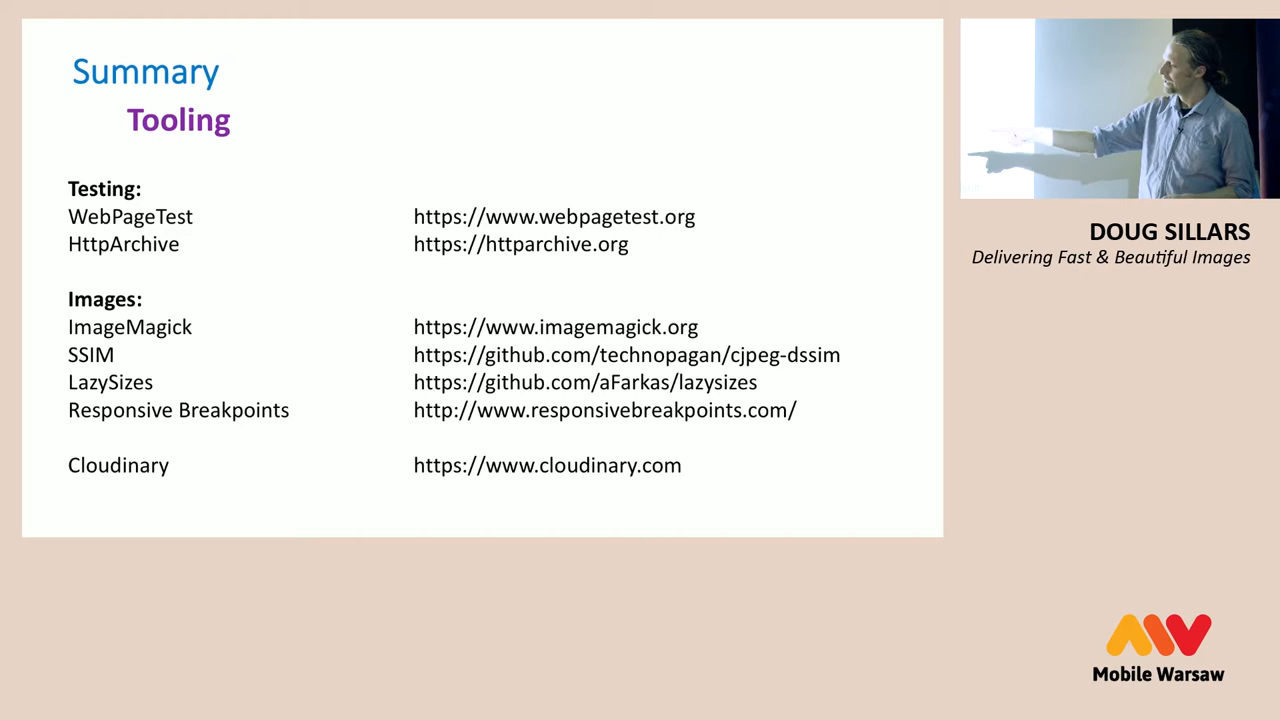 Summary
Tooling
Testing:
WebPageTest https://www.webpagetest.org
HttpArchive https://httparchive.org
Images:
ImageMagick https://www.imagemagick.org
SSIM https://github.com/technopagan/cjpeg-dssim
LazySizes https://github.com/aFarkas/lazysizes
Responsive Breakpoints http://www.responsivebreakpoints.com/
Cloudinary https://www.cloudinary.com
DOUG SILLARS
Delivering Fast & Beautiful Images
Mobile Warsaw